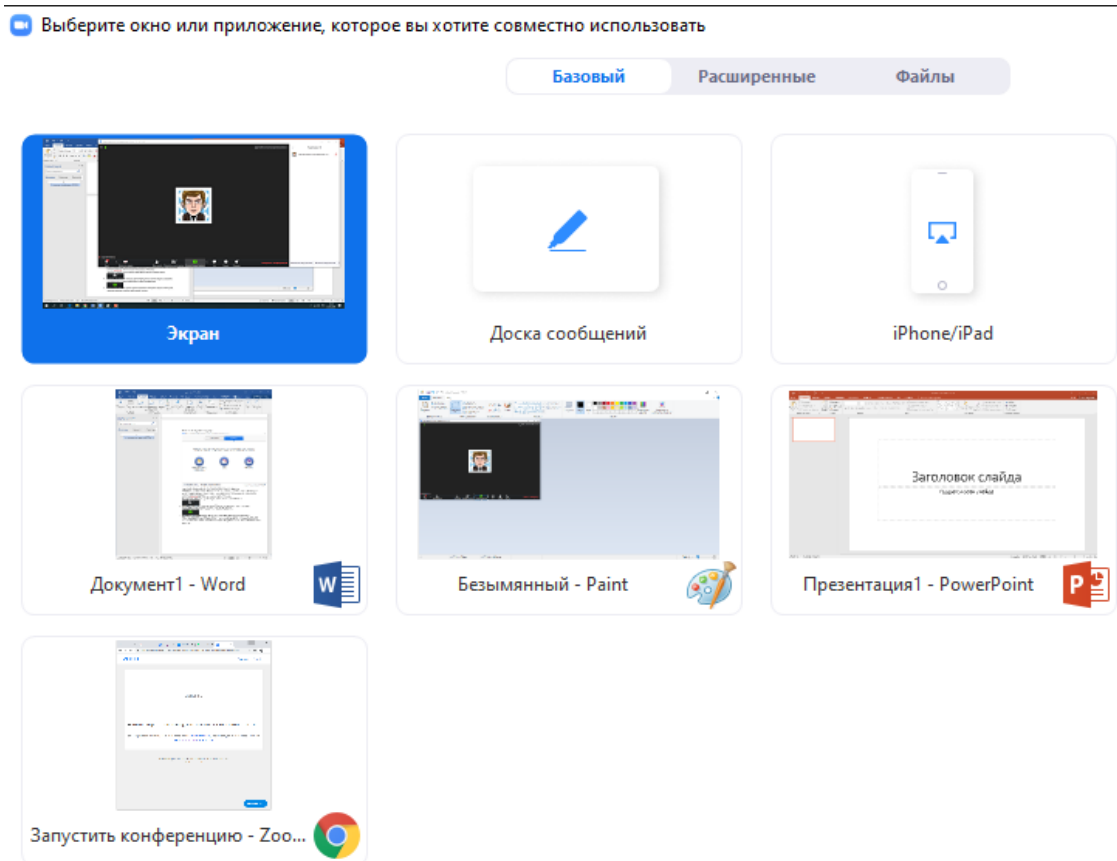 Выберите окно или приложение, которое вы хотите совместно использовать
Базовый Расширенные Файлы
Экран
Доска сообщений
iPhone/iPad
Заголовок слайда
Документ1 - Word
W
Безымянный - Paint
Презентация1 - PowerPoint
P
Запустить конференцию - Zoo...